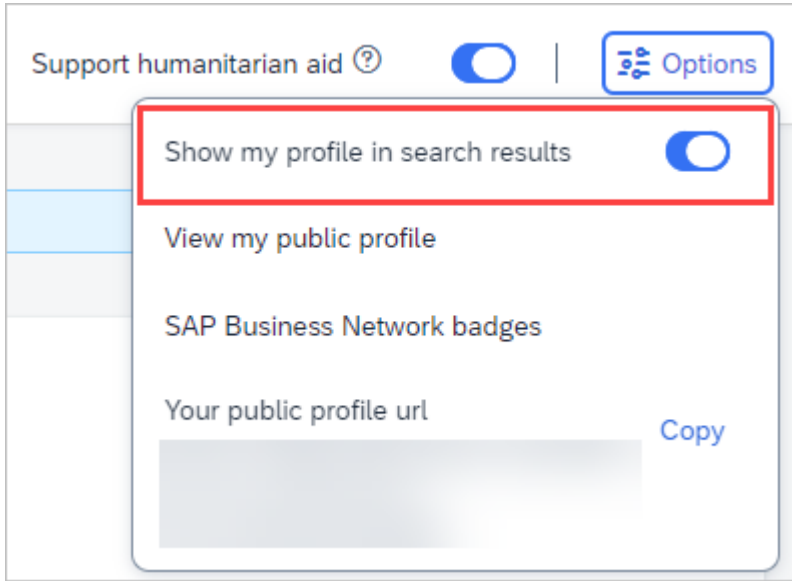 Support humanitarian aid ?
Options
Show my profile in search results
View my public profile
SAP Business Network badges
Your public profile url
Copy